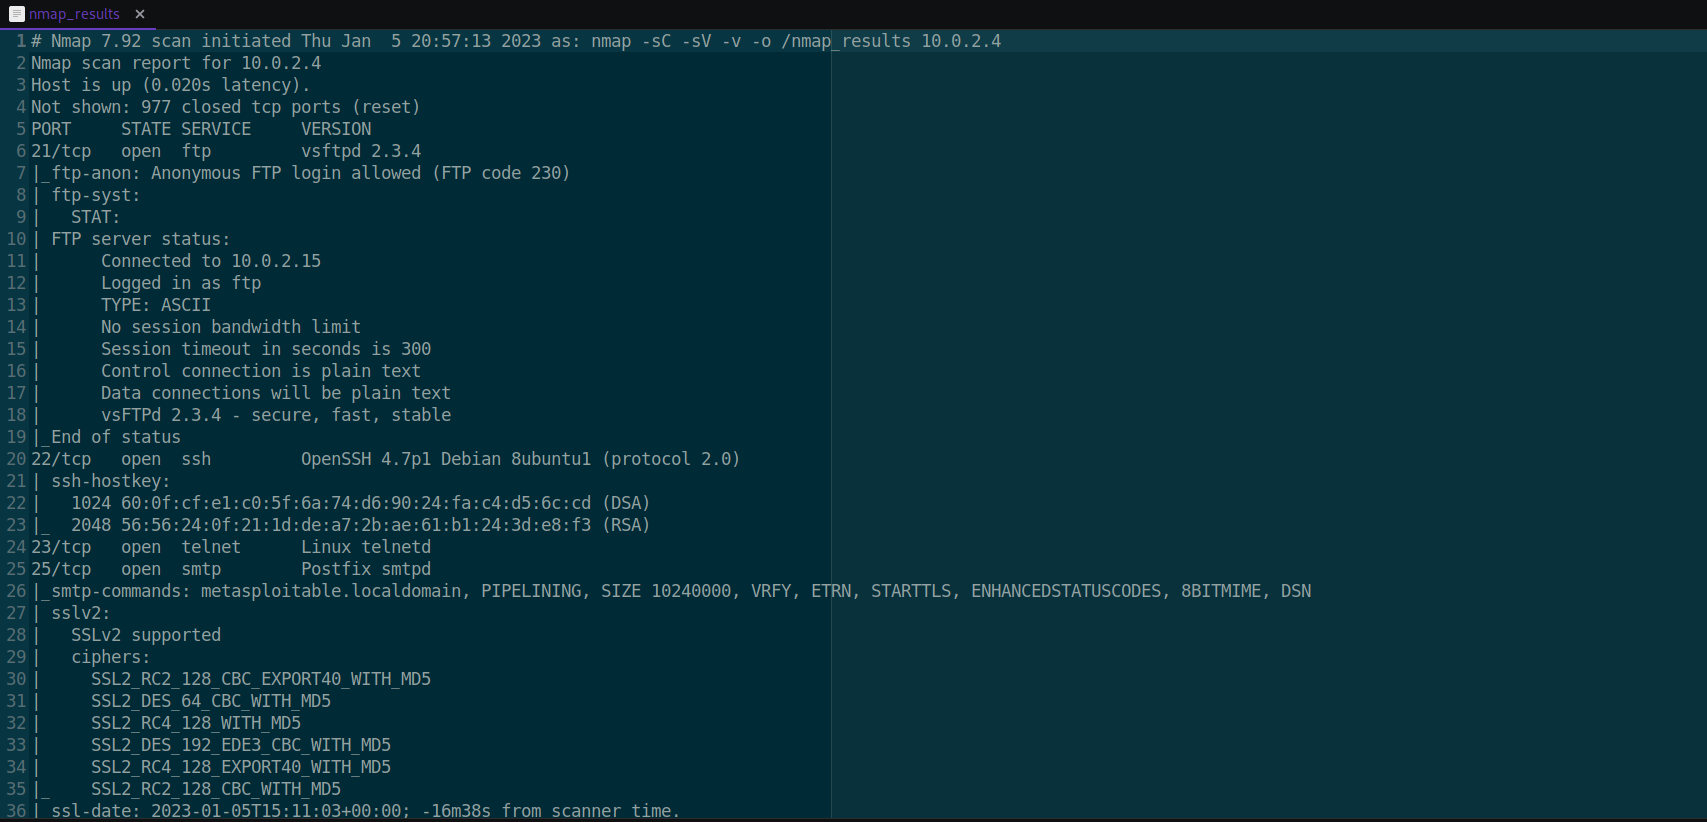 nmap_results ×
1 # Nmap 7.92 scan initiated Thu Jan  5 20:57:13 2023 as: nmap -sC -sV -v -o /nmap_results 10.0.2.4
2 Nmap scan report for 10.0.2.4
3 Host is up (0.020s latency).
4 Not shown: 977 closed tcp ports (reset)
5 PORT     STATE SERVICE     VERSION
6 21/tcp   open  ftp         vsftpd 2.3.4
7 |_ftp-anon: Anonymous FTP login allowed (FTP code 230)
8 | ftp-syst:
9 |   STAT:
10 | FTP server status:
11 |      Connected to 10.0.2.15
12 |      Logged in as ftp
13 |      TYPE: ASCII
14 |      No session bandwidth limit
15 |      Session timeout in seconds is 300
16 |      Control connection is plain text
17 |      Data connections will be plain text
18 |      vsFTPd 2.3.4 - secure, fast, stable
19 |_End of status
20 22/tcp   open  ssh         OpenSSH 4.7p1 Debian 8ubuntu1 (protocol 2.0)
21 | ssh-hostkey:
22 |   1024 60:0f:cf:e1:c0:5f:6a:74:d6:90:24:fa:c4:d5:6c:cd (DSA)
23 |_  2048 56:56:24:0f:21:1d:de:a7:2b:ae:61:b1:24:3d:e8:f3 (RSA)
24 23/tcp   open  telnet      Linux telnetd
25 25/tcp   open  smtp        Postfix smtpd
26 |_smtp-commands: metasploitable.localdomain, PIPELINING, SIZE 10240000, VRFY, ETRN, STARTTLS, ENHANCEDSTATUSCODES, 8BITMIME, DSN
27 | sslv2:
28 |   SSLv2 supported
29 |   ciphers:
30 |     SSL2_RC2_128_CBC_EXPORT40_WITH_MD5
31 |     SSL2_DES_64_CBC_WITH_MD5
32 |     SSL2_RC4_128_WITH_MD5
33 |     SSL2_DES_192_EDE3_CBC_WITH_MD5
34 |     SSL2_RC4_128_EXPORT40_WITH_MD5
35 |_    SSL2_RC2_128_CBC_WITH_MD5
36 | ssl-date: 2023-01-05T15:11:03+00:00; -16m38s from scanner time.